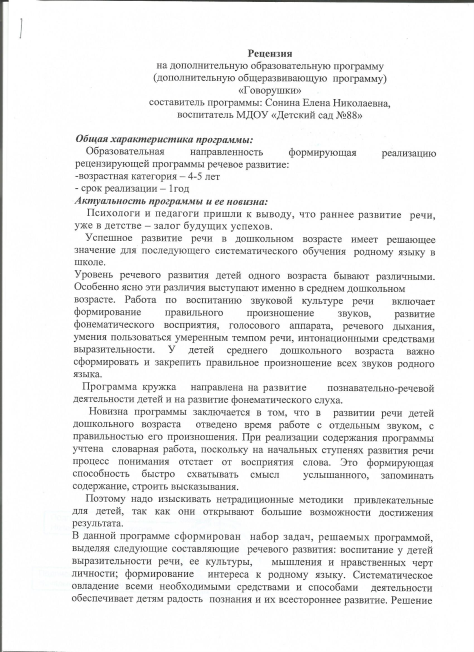 Рецензия
на дополнительную образовательную программу
(дополнительную общеразвивающую программу)
«Говорушки»
составитель программы: Сонина Елена Николаевна,
воспитатель МДОУ «Детский сад №88»
Общая характеристика программы:
Образовательная направленность формирующая реализацию
рецензирующей программы речевое развитие:
-возрастная категория – 4-5 лет
- срок реализации – 1год
Актуальность программы и ее новизна:
Психологи и педагоги пришли к выводу, что раннее развитие речи,
уже в детстве – залог будущих успехов.
Успешное развитие речи в дошкольном возрасте имеет решающее
значение для последующего систематического обучения родному языку в
школе.
Уровень речевого развития детей одного возраста бывают различными.
Особенно ясно эти различия выступают именно в среднем дошкольном
возрасте. Работа по воспитанию звуковой культуре речи включает
формирование правильного произношение звуков, развитие
фонематического восприятия, голосового аппарата, речевого дыхания,
умения пользоваться умеренным темпом речи, интонационными средствами
выразительности. У детей среднего дошкольного возраста важно
сформировать и закрепить правильное произношение всех звуков родного
языка.
Программа кружка направлена на развитие познавательно-речевой
деятельности детей и на развитие фонематического слуха.
Новизна программы заключается в том, что в развитии речи детей
дошкольного возраста отведено время работе с отдельным звуком, с
правильностью его произношения. При реализации содержания программы
учтена словарная работа, поскольку на начальных ступенях развития речи
процесс понимания отстает от восприятия слова. Это формирующая
способность быстро схватывать смысл услышанного, запоминать
содержание, строить высказывания.
Поэтому надо изыскивать нетрадиционные методики привлекательные
для детей, так как они открывают большие возможности достижения
результата.
В данной программе сформирован набор задач, решаемых программой,
выделяя следующие составляющие речевого развития: воспитание у детей
выразительности речи, ее культуры, мышления и нравственных черт
личности; формирование интереса к родному языку. Систематическое
овладение всеми необходимыми средствами и способами деятельности
обеспечивает детям радость познания и их всестороннее развитие. Решение